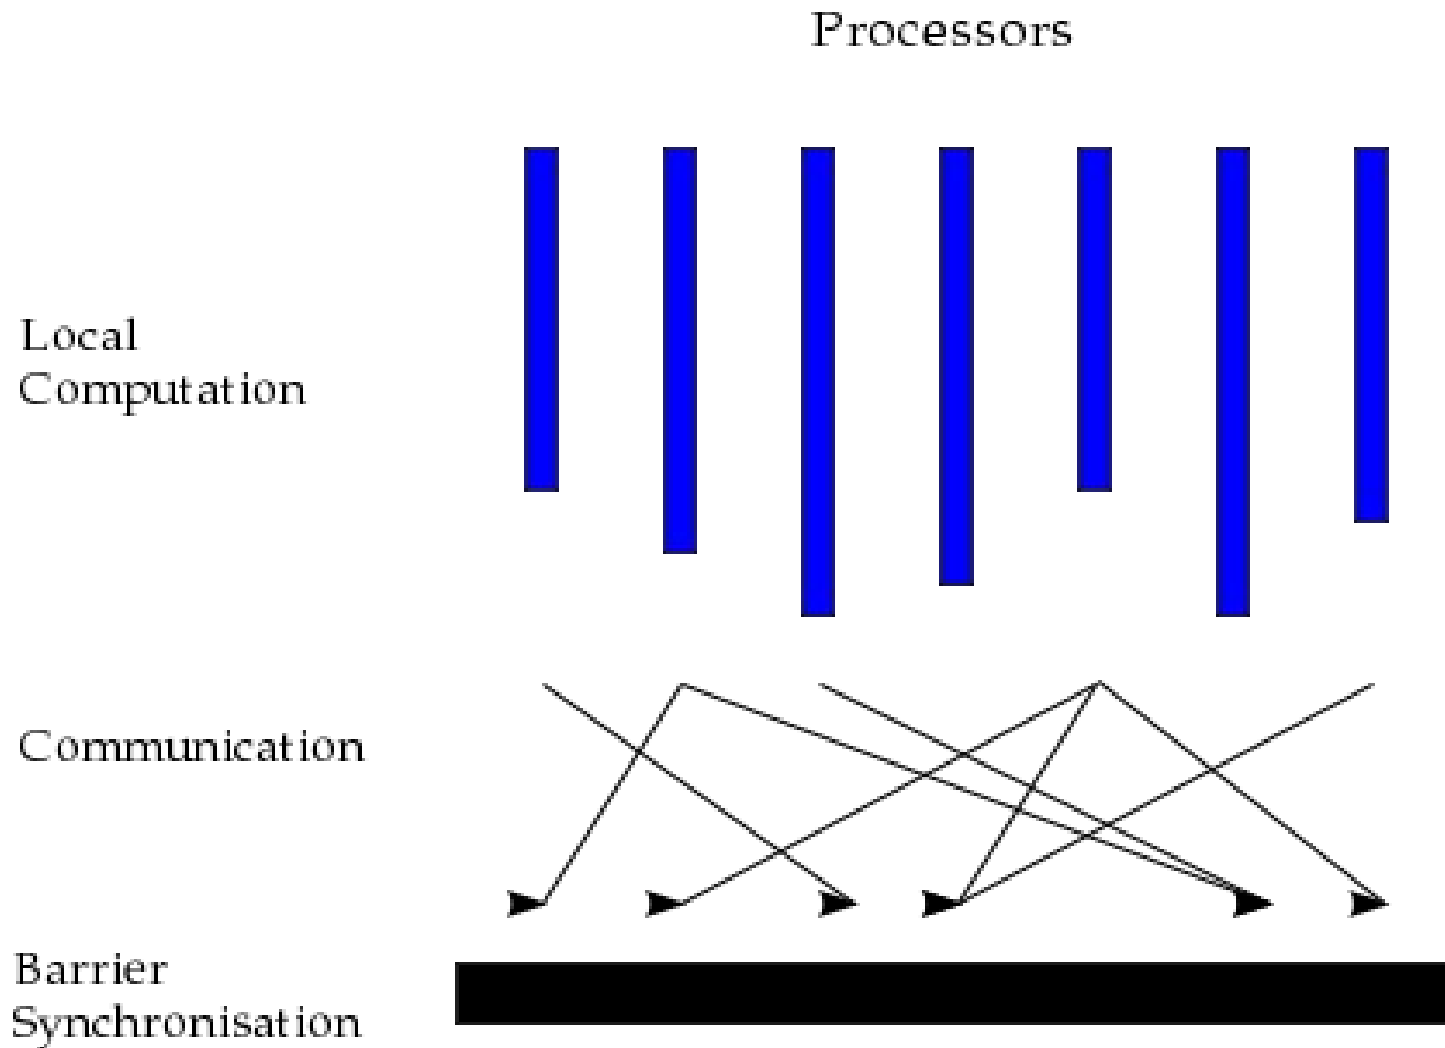 Processors
Local
Computation
Communication
Barrier
Synchronisation